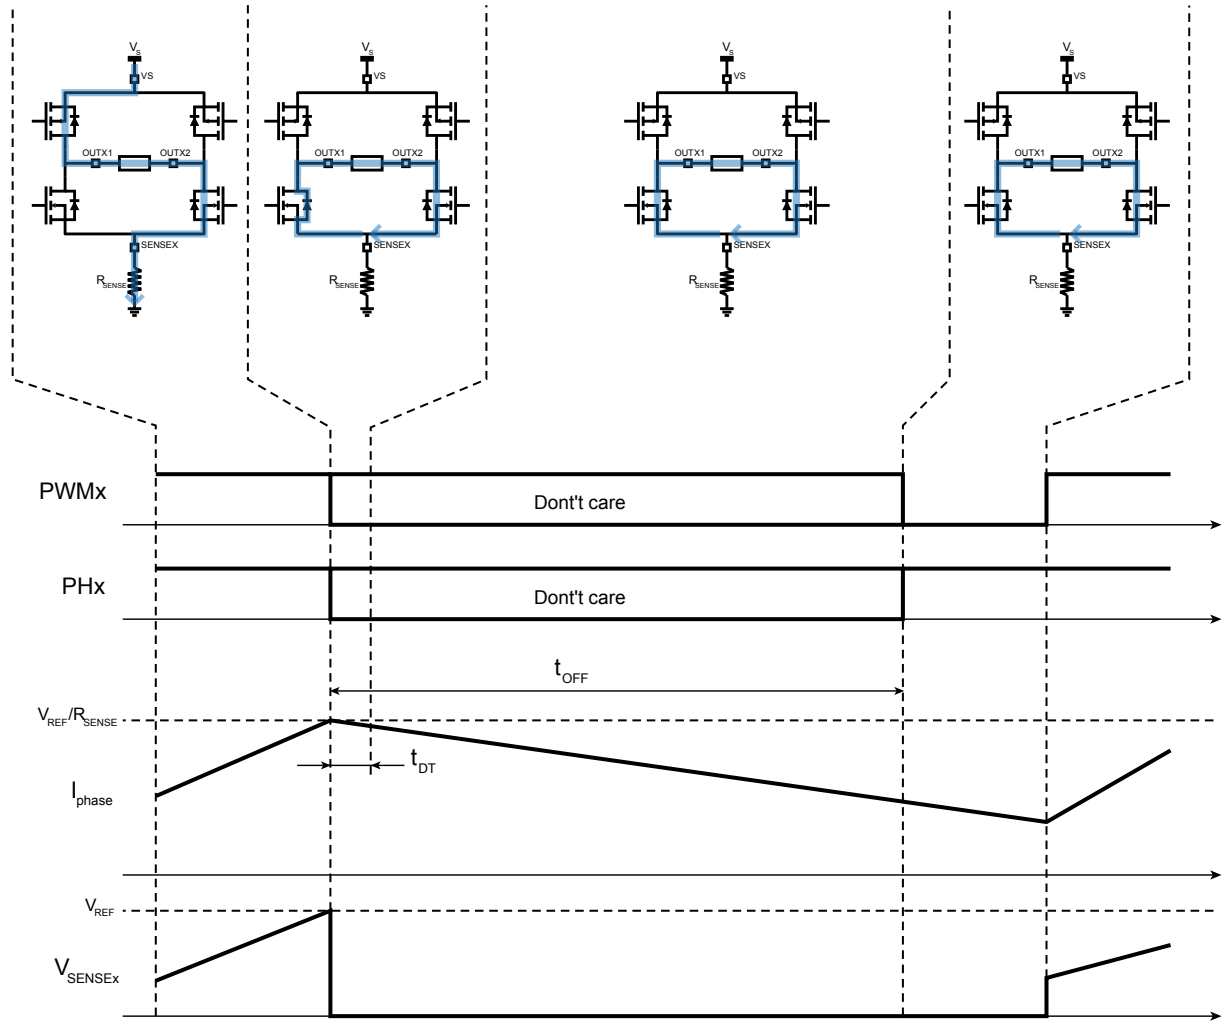 Vs Vs Vs Vs
VS VS VS VS
OUTX1 OUTX2 OUTX1 OUTX2 OUTX1 OUTX2 OUTX1 OUTX2
SENSEX SENSEX SENSEX SENSEX
RSENSE RSENSE RSENSE RSENSE
PWMx
Dont't care
PHx
Dont't care
tOFF
VREF/RSENSE
tDT
Iphase
VREF
VSENSEx